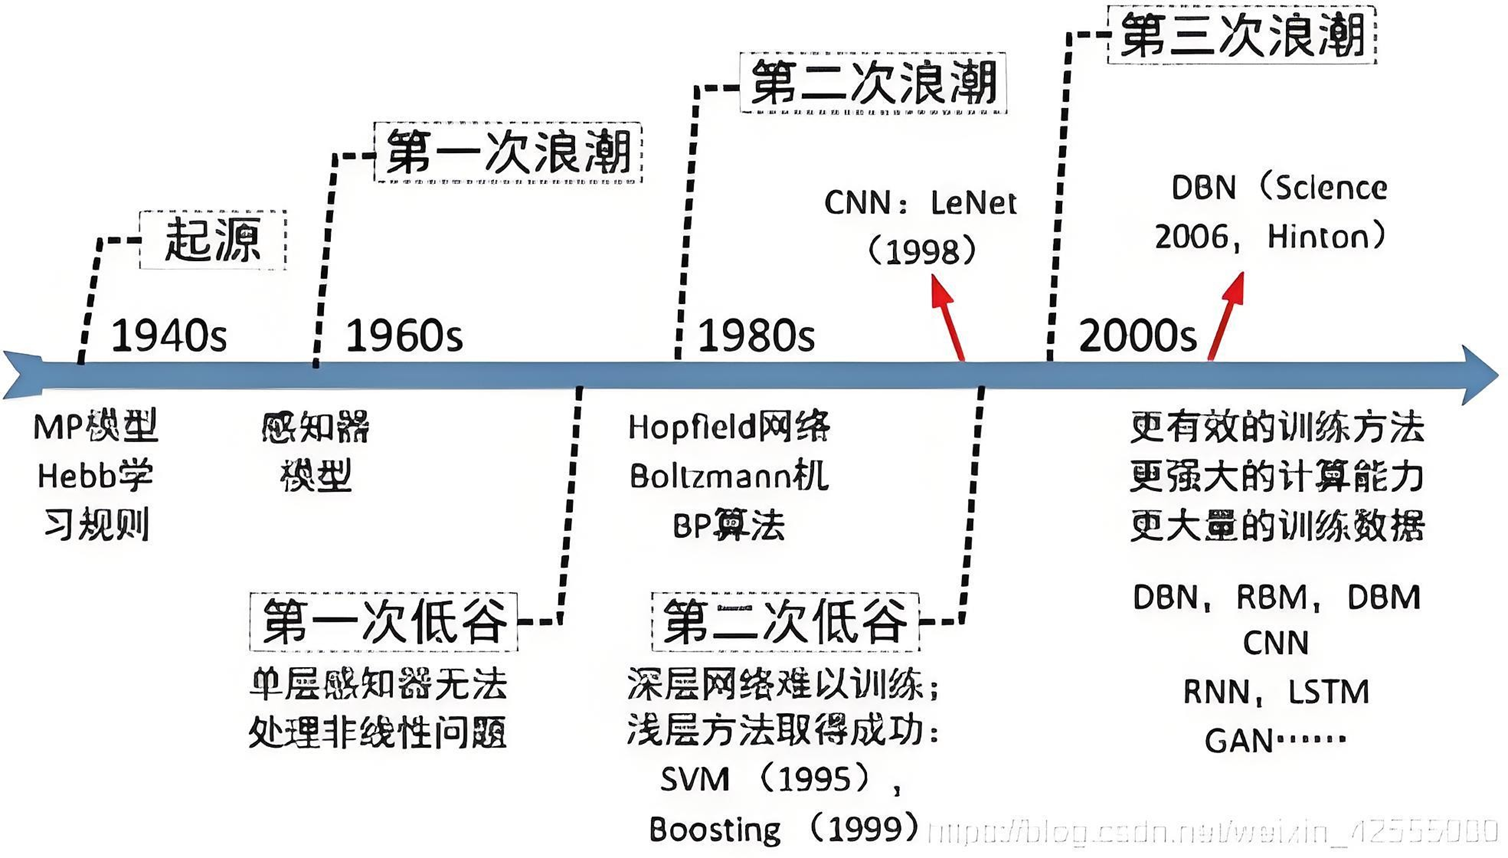 第三次浪潮
第二次浪潮
第一次浪潮
起源
CNN：LeNet
（1998）
DBN（Science
2006，Hinton）
1940s
1960s
1980s
2000s
MP模型
Hebb学
习规则
感知器
模型
Hopfield网络
Boltzmann机
BP算法
更有效的训练方法
更强大的计算能力
更大量的训练数据
DBN，RBM，DBM
CNN
RNN，LSTM
GAN……
第一次低谷
单层感知器无法
处理非线性问题
第二次低谷
深层网络难以训练；
浅层方法取得成功：
SVM （1995），
Boosting （1999）
https://blog.csdn.net/weixin_42555080